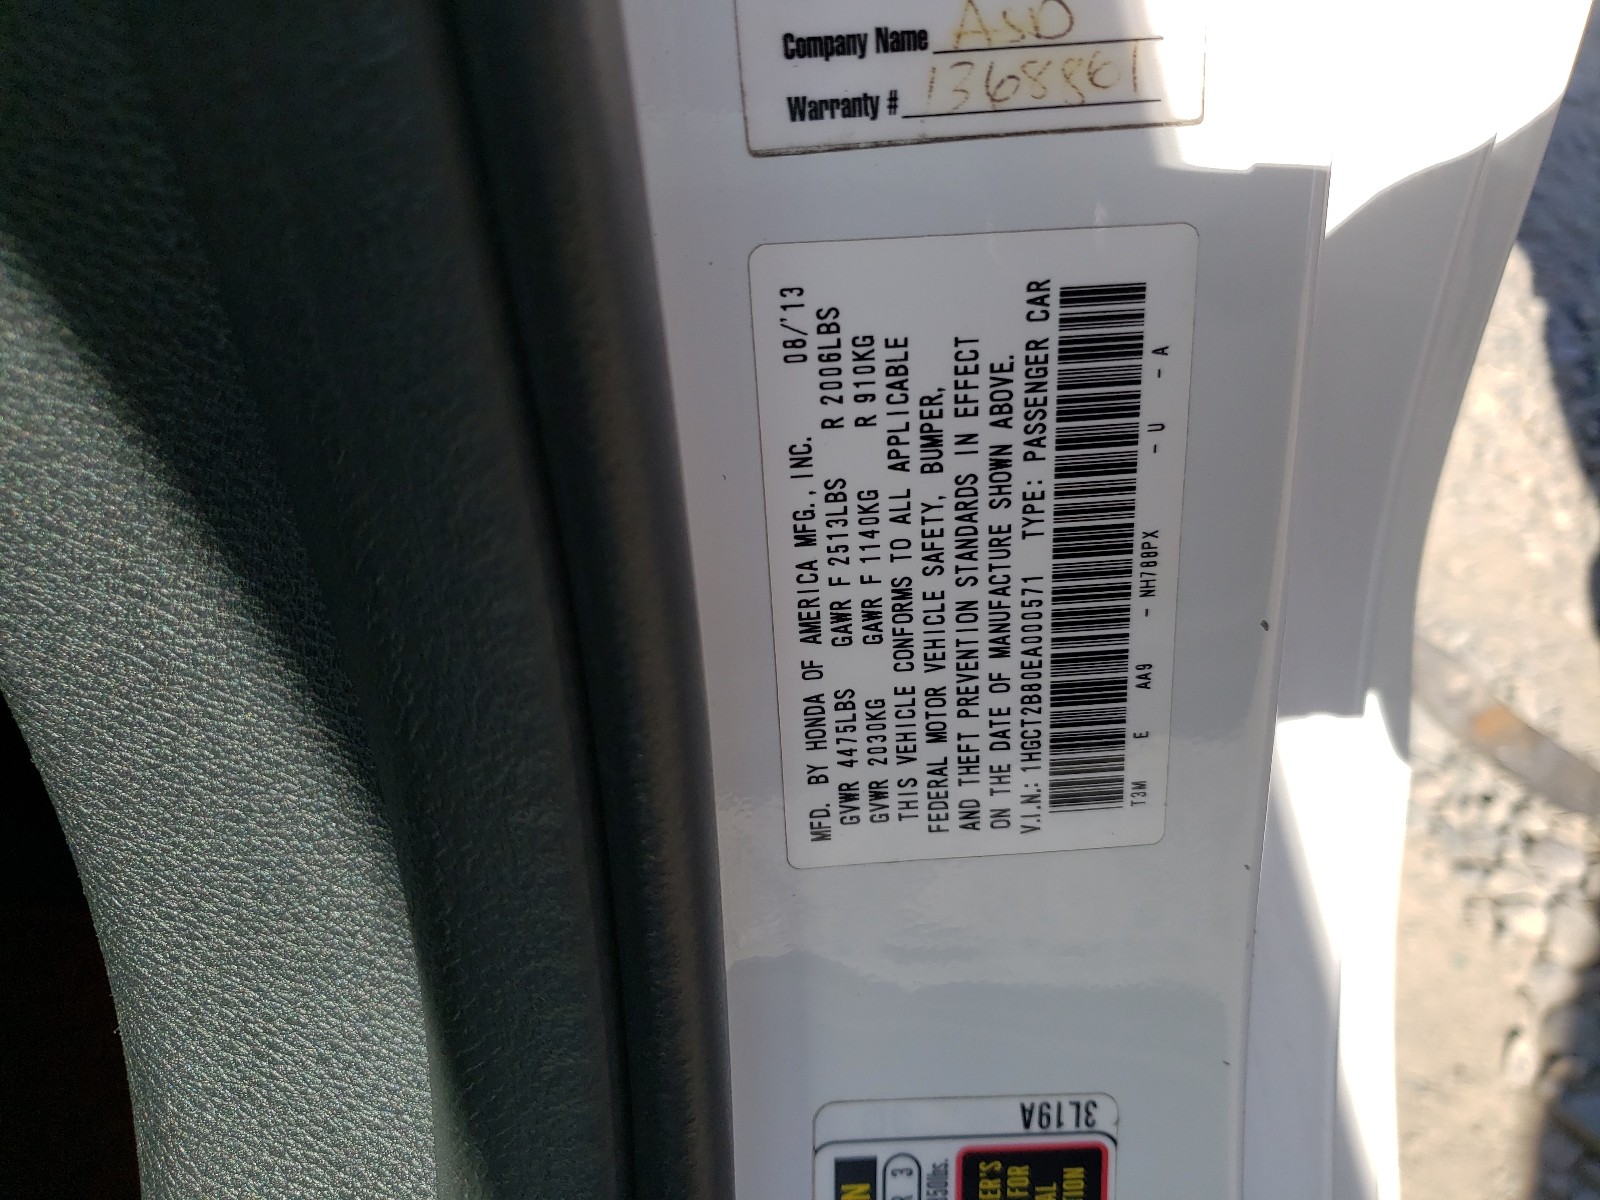 Company Name ASD
Warranty # 1368861
MFD. BY HONDA OF AMERICA MFG., INC. 08/'13
GVWR 4475LBS GAWR F 2513LBS R 2006LBS
GVWR 2030KG GAWR F 1140KG R 910KG
THIS VEHICLE CONFORMS TO ALL APPLICABLE
FEDERAL MOTOR VEHICLE SAFETY, BUMPER,
AND THEFT PREVENTION STANDARDS IN EFFECT
ON THE DATE OF MANUFACTURE SHOWN ABOVE.
V.I.N.: 1HGCT2B80EA000571 TYPE: PASSENGER CAR
T3M E AA9 - NH788PX - U - A
3L19A